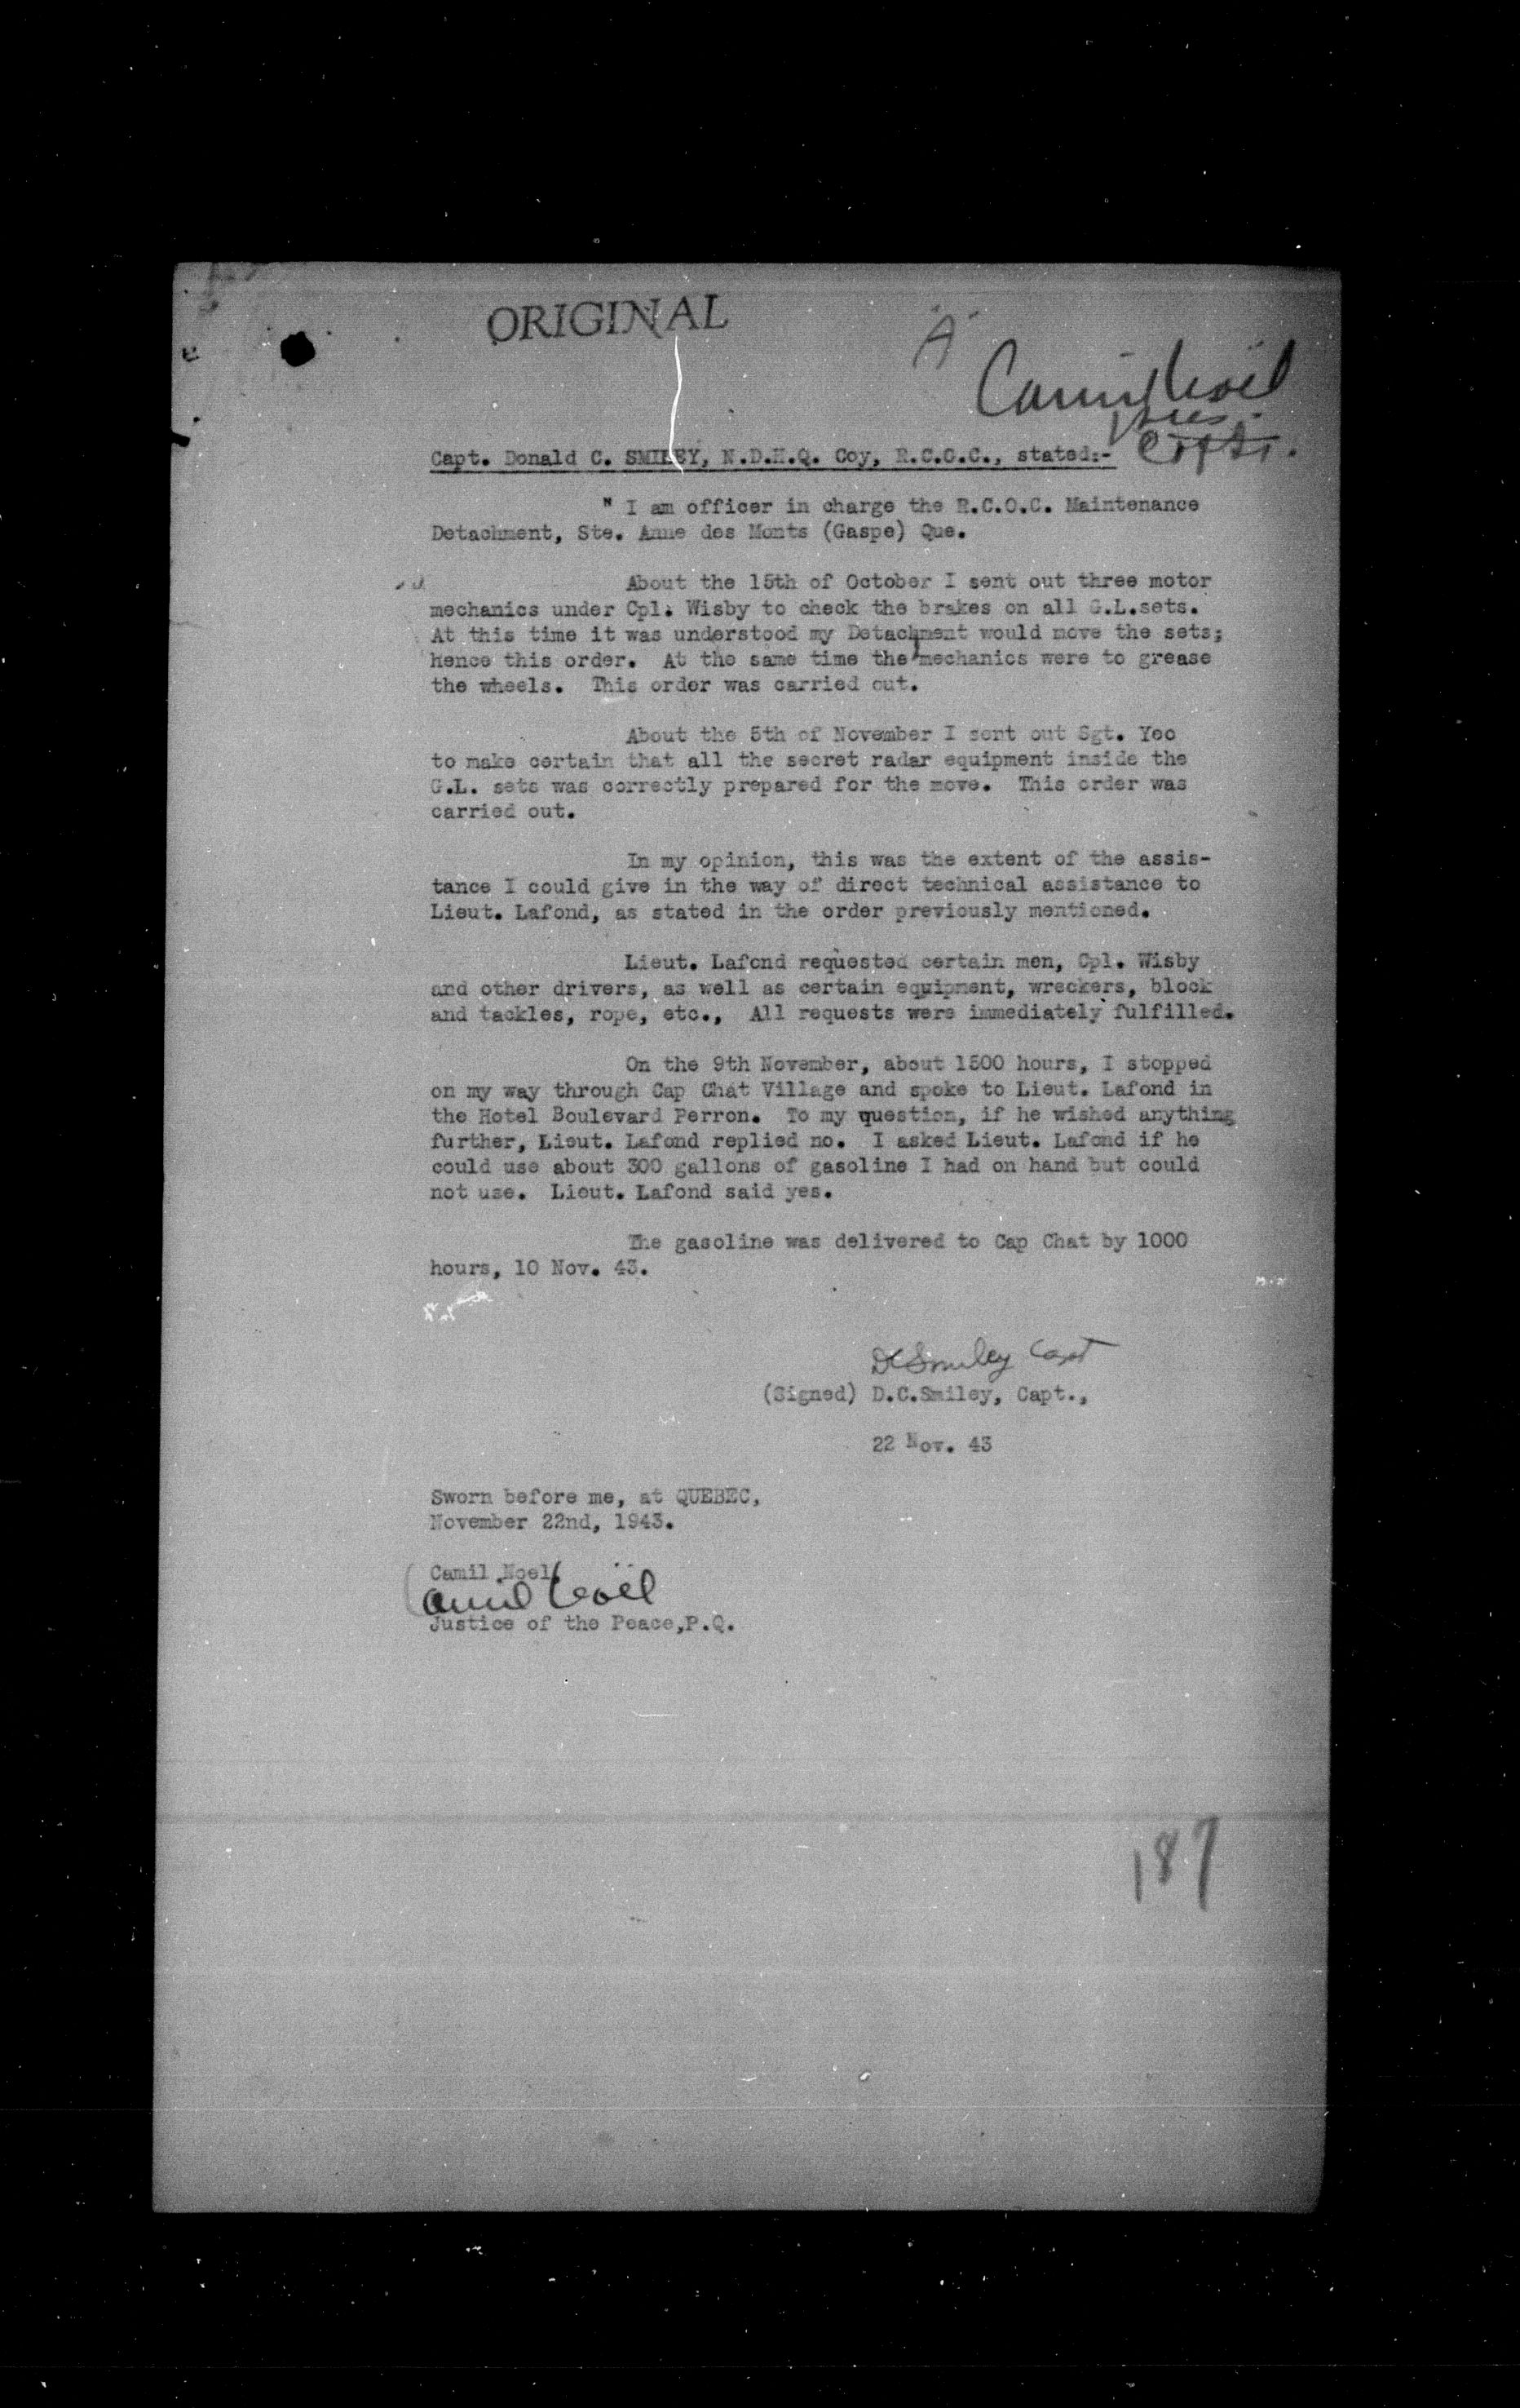 ORIGINAL
"A"
Camil Noël
Capt. Donald C. SMILEY, N.D.H.Q. Coy, R.C.O.C., stated:-
" I am officer in charge the R.C.O.C. Maintenance
Detachment, Ste. Anne des Monts (Gaspe) Que.
About the 15th of October I sent out three motor
mechanics under Cpl. Wisby to check the brakes on all G.L.sets.
At this time it was understood my Detachment would move the sets;
hence this order. At the same time the mechanics were to grease
the wheels. This order was carried out.
About the 5th of November I sent out Sgt. Yeo
to make certain that all the secret radar equipment inside the
G.L. sets was correctly prepared for the move. This order was
carried out.
In my opinion, this was the extent of the assis-
tance I could give in the way of direct technical assistance to
Lieut. Lafond, as stated in the order previously mentioned.
Lieut. Lafond requested certain men, Cpl. Wisby
and other drivers, as well as certain equipment, wreckers, block
and tackles, rope, etc., All requests were immediately fulfilled.
On the 9th November, about 1500 hours, I stopped
on my way through Cap Chat Village and spoke to Lieut. Lafond in
the Hotel Boulevard Perron. To my question, if he wished anything
further, Lieut. Lafond replied no. I asked Lieut. Lafond if he
could use about 300 gallons of gasoline I had on hand but could
not use. Lieut. Lafond said yes.
The gasoline was delivered to Cap Chat by 1000
hours, 10 Nov. 43.
DCSmiley Capt
(Signed) D.C.Smiley, Capt.,
22 Nov. 43
Sworn before me, at QUEBEC,
November 22nd, 1943.
Camil Noel
Camil Noël
Justice of the Peace,P.Q.
187